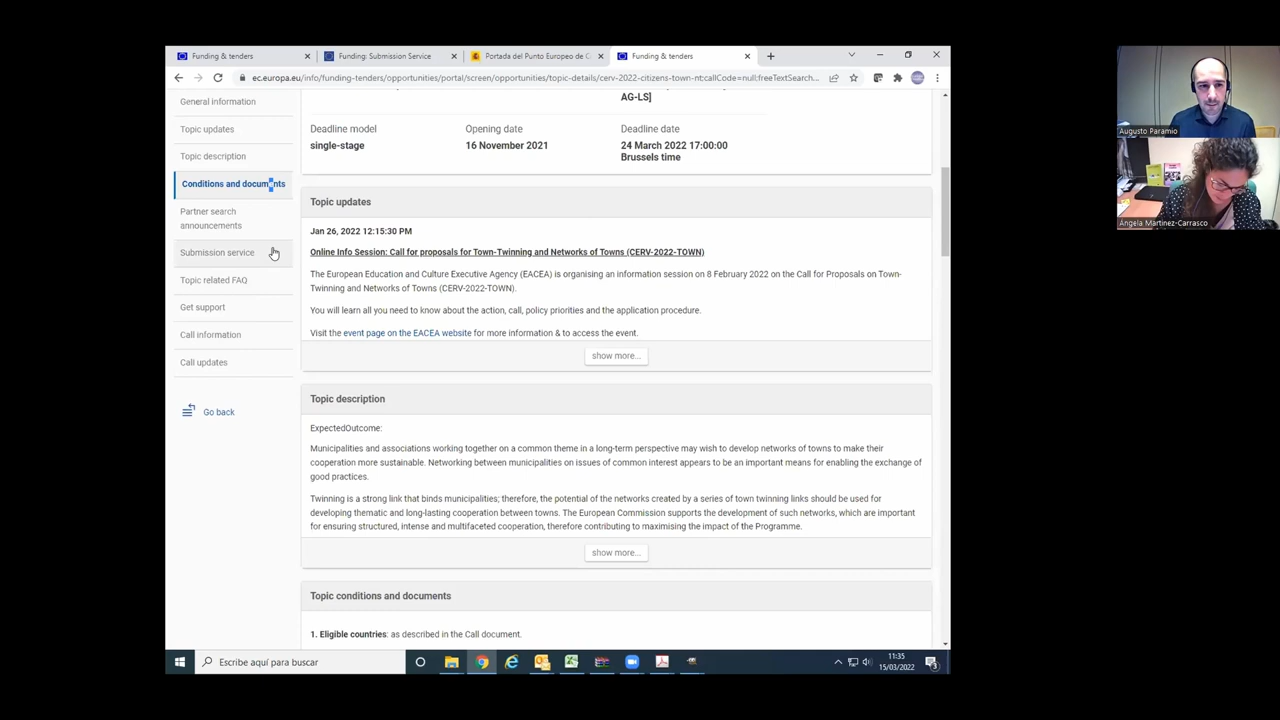 Funding & tenders
Funding: Submission Service
Portada del Punto Europeo de C
Funding & tenders
ec.europa.eu/info/funding-tenders/opportunities/portal/screen/opportunities/topic-details/cerv-2022-citizens-town-nt;callCode=null;freeTextSearch...
General information
Topic updates
Topic description
Conditions and documents
Partner search
announcements
Submission service
Topic related FAQ
Get support
Call information
Call updates
Go back
AG-LS]
Deadline model
single-stage
Opening date
16 November 2021
Deadline date
24 March 2022 17:00:00
Brussels time
Topic updates
Jan 26, 2022 12:15:30 PM
Online Info Session: Call for proposals for Town-Twinning and Networks of Towns (CERV-2022-TOWN)
The European Education and Culture Executive Agency (EACEA) is organising an information session on 8 February 2022 on the Call for Proposals on Town-
Twinning and Networks of Towns (CERV-2022-TOWN).
You will learn all you need to know about the action, call, policy priorities and the application procedure.
Visit the event page on the EACEA website for more information & to access the event.
show more...
Topic description
ExpectedOutcome:
Municipalities and associations working together on a common theme in a long-term perspective may wish to develop networks of towns to make their
cooperation more sustainable. Networking between municipalities on issues of common interest appears to be an important means for enabling the exchange of
good practices.
Twinning is a strong link that binds municipalities; therefore, the potential of the networks created by a series of town twinning links should be used for
developing thematic and long-lasting cooperation between towns. The European Commission supports the development of such networks, which are important
for ensuring structured, intense and multifaceted cooperation, therefore contributing to maximising the impact of the Programme.
show more...
Topic conditions and documents
1. Eligible countries: as described in the Call document.
Escribe aquí para buscar
11:35
15/03/2022
3
Augusto Paramio
Angela Martinez-Carrasco